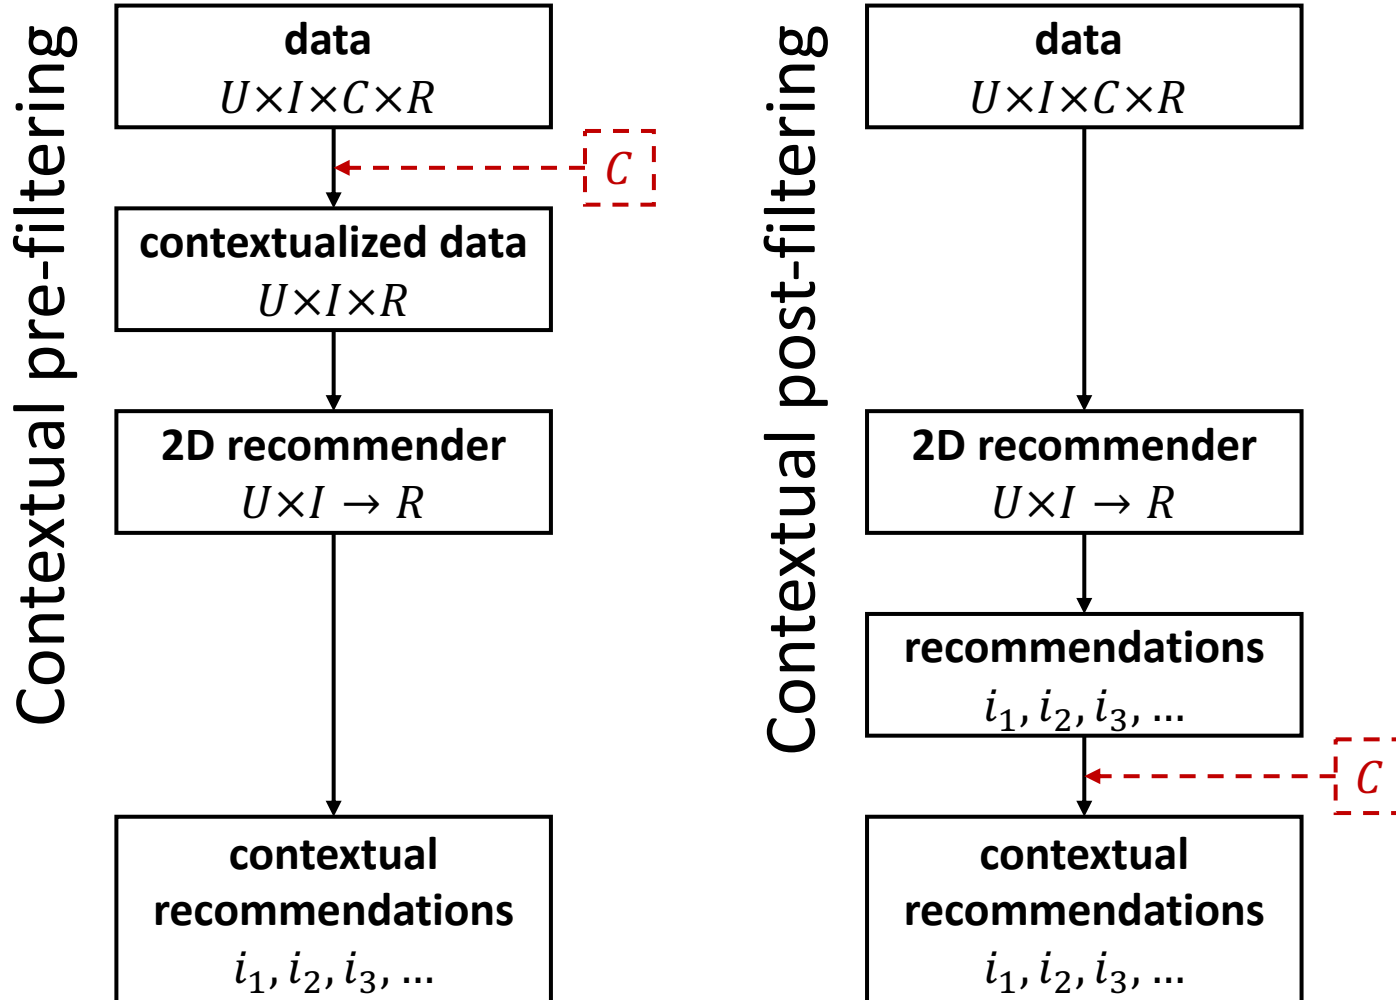 Contextual pre-filtering
data
U×I×C×R
C
contextualized data
U×I×R
2D recommender
U×I → R
contextual
recommendations
i₁, i₂, i₃, ...
Contextual post-filtering
data
U×I×C×R
2D recommender
U×I → R
recommendations
i₁, i₂, i₃, ...
C
contextual
recommendations
i₁, i₂, i₃, ...